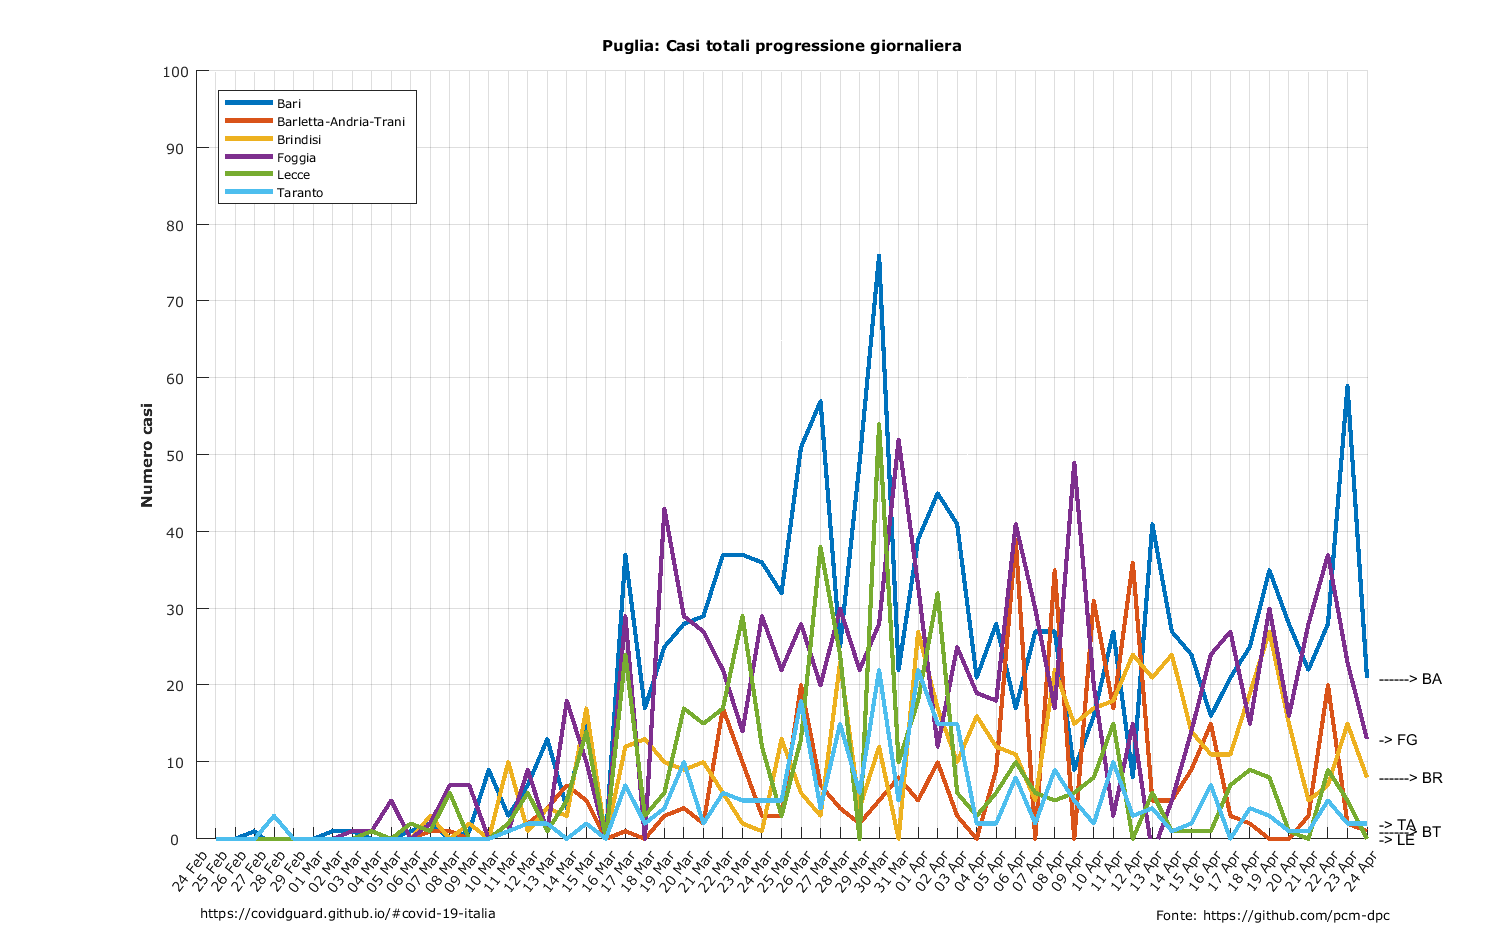 Puglia: Casi totali progressione giornaliera
100
90
80
70
60
50
40
30
20
10
0
Numero casi
Bari
Barletta-Andria-Trani
Brindisi
Foggia
Lecce
Taranto
------> BA
-> FG
------> BR
-> TA
------> BT
-> LE
24 Feb
25 Feb
26 Feb
27 Feb
28 Feb
29 Feb
01 Mar
02 Mar
03 Mar
04 Mar
05 Mar
06 Mar
07 Mar
08 Mar
09 Mar
10 Mar
11 Mar
12 Mar
13 Mar
14 Mar
15 Mar
16 Mar
17 Mar
18 Mar
19 Mar
20 Mar
21 Mar
22 Mar
23 Mar
24 Mar
25 Mar
26 Mar
27 Mar
28 Mar
29 Mar
30 Mar
31 Mar
01 Apr
02 Apr
03 Apr
04 Apr
05 Apr
06 Apr
07 Apr
08 Apr
09 Apr
10 Apr
11 Apr
12 Apr
13 Apr
14 Apr
15 Apr
16 Apr
17 Apr
18 Apr
19 Apr
20 Apr
21 Apr
22 Apr
23 Apr
24 Apr
https://covidguard.github.io/#covid-19-italia
Fonte: https://github.com/pcm-dpc